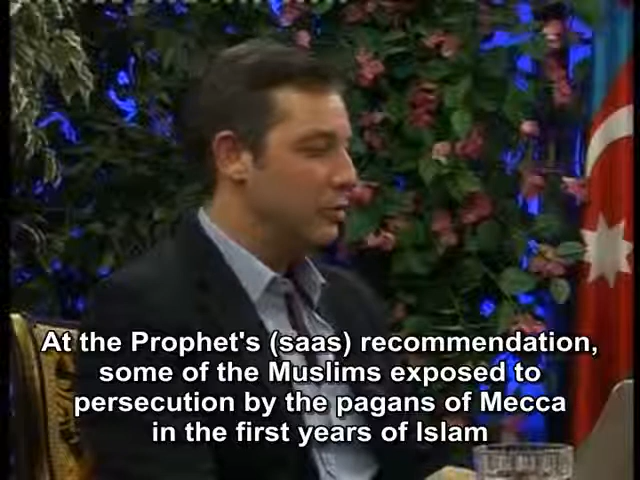 At the Prophet's (saas) recommendation,
some of the Muslims exposed to
persecution by the pagans of Mecca
in the first years of Islam